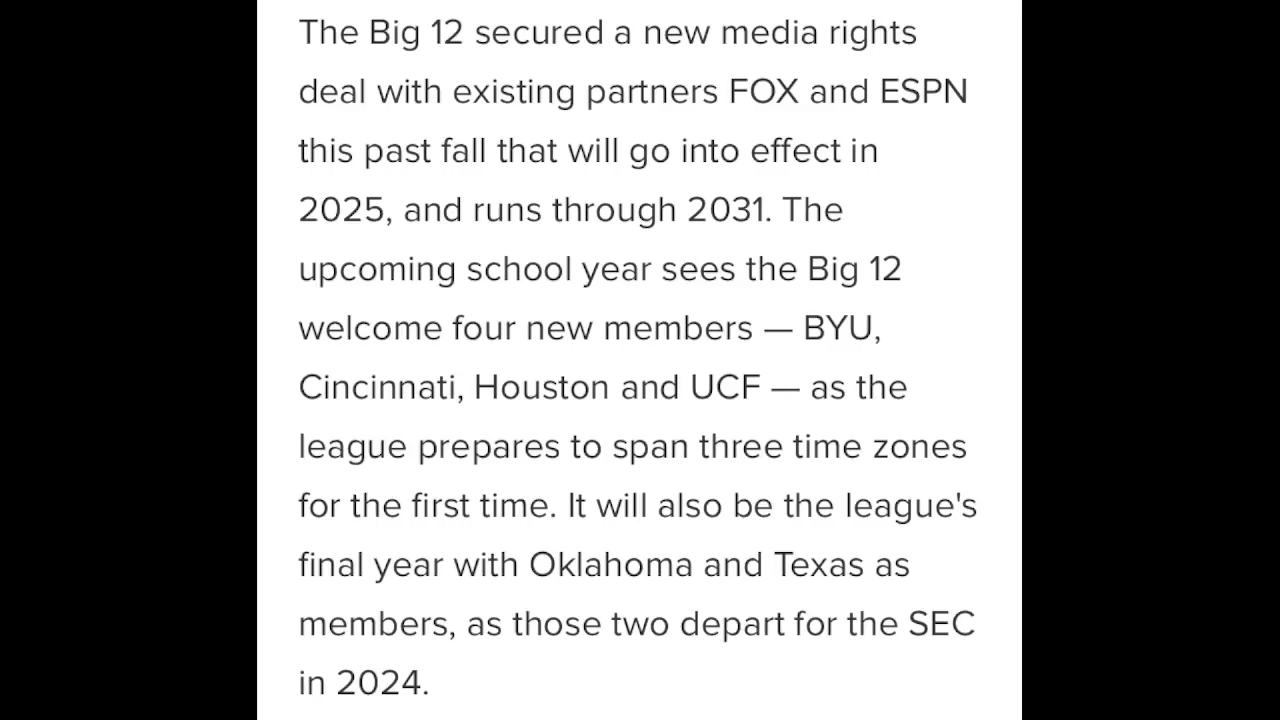 The Big 12 secured a new media rights
deal with existing partners FOX and ESPN
this past fall that will go into effect in
2025, and runs through 2031. The
upcoming school year sees the Big 12
welcome four new members — BYU,
Cincinnati, Houston and UCF — as the
league prepares to span three time zones
for the first time. It will also be the league's
final year with Oklahoma and Texas as
members, as those two depart for the SEC
in 2024.